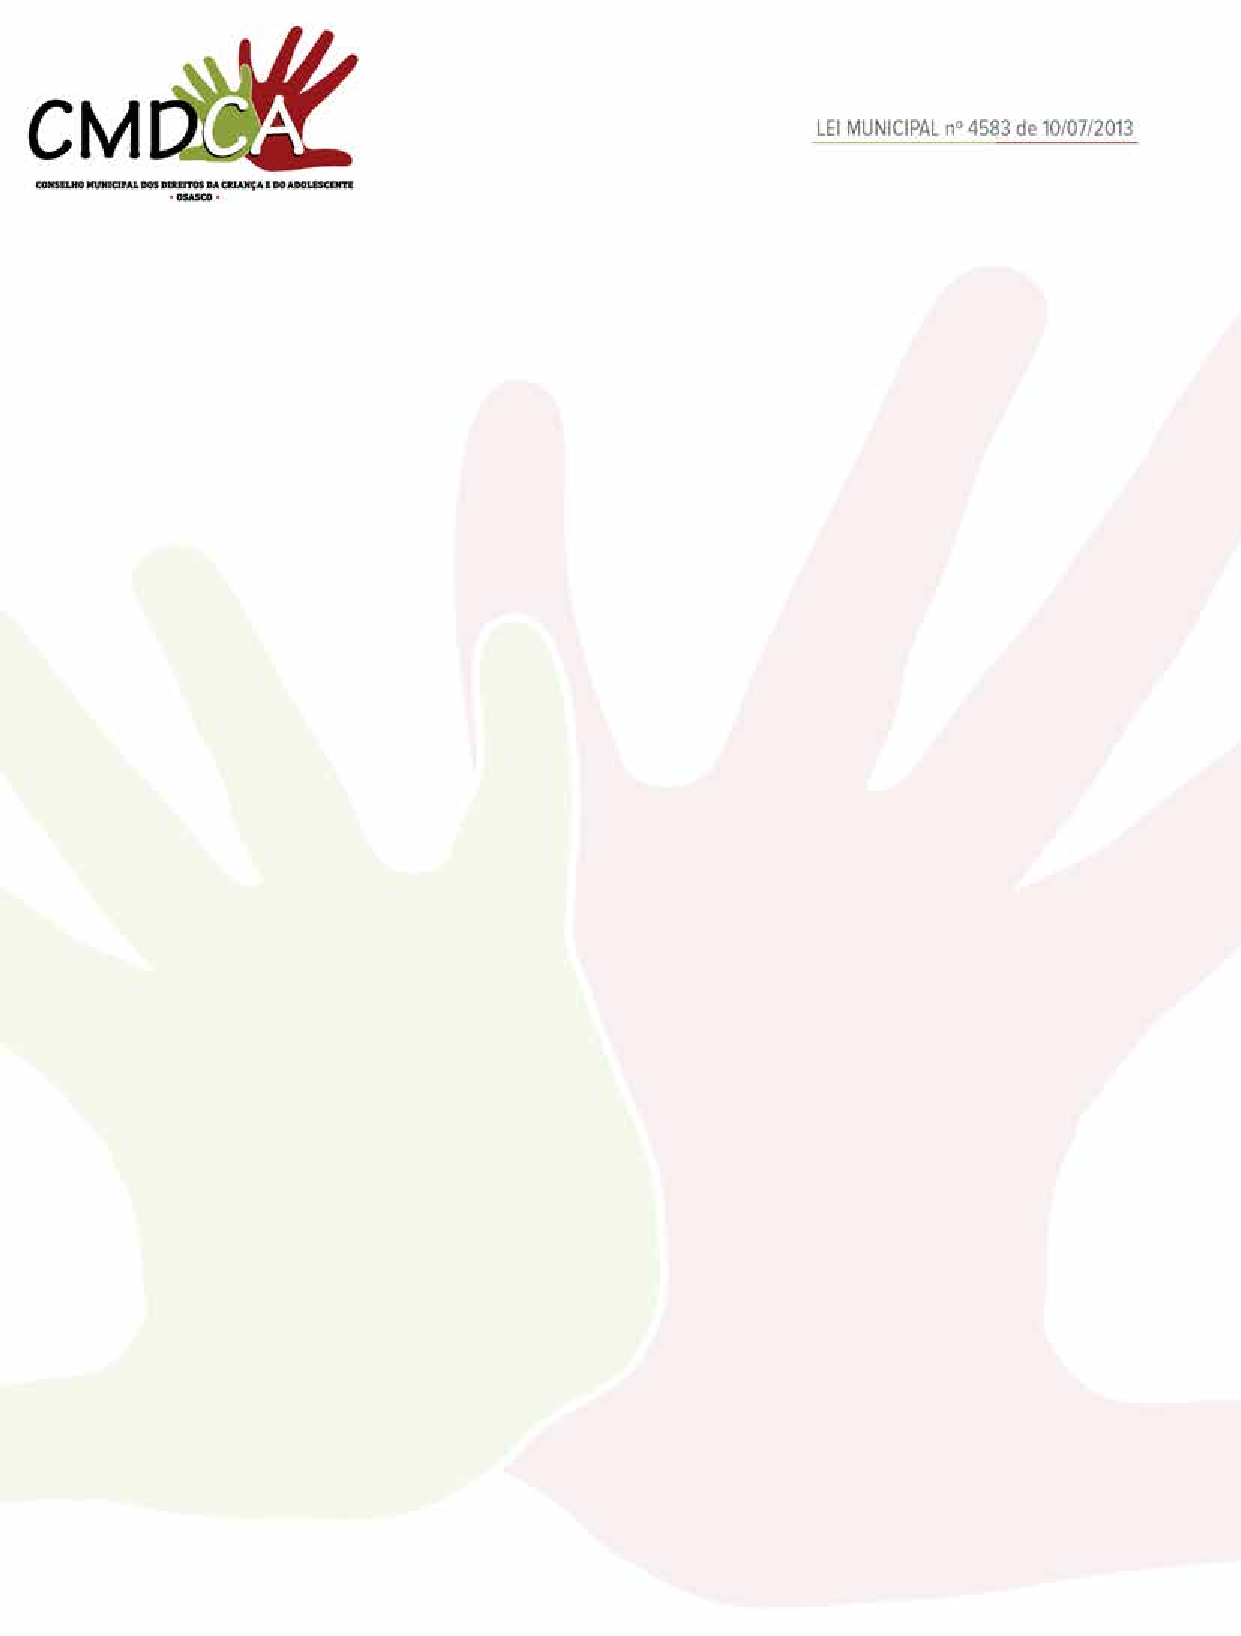 CMDCA
LEI MUNICIPAL nº 4583 de 10/07/2013
CONSELHO MUNICIPAL DOS DIREITOS DA CRIANÇA E DO ADOLESCENTE
• OSASCO •